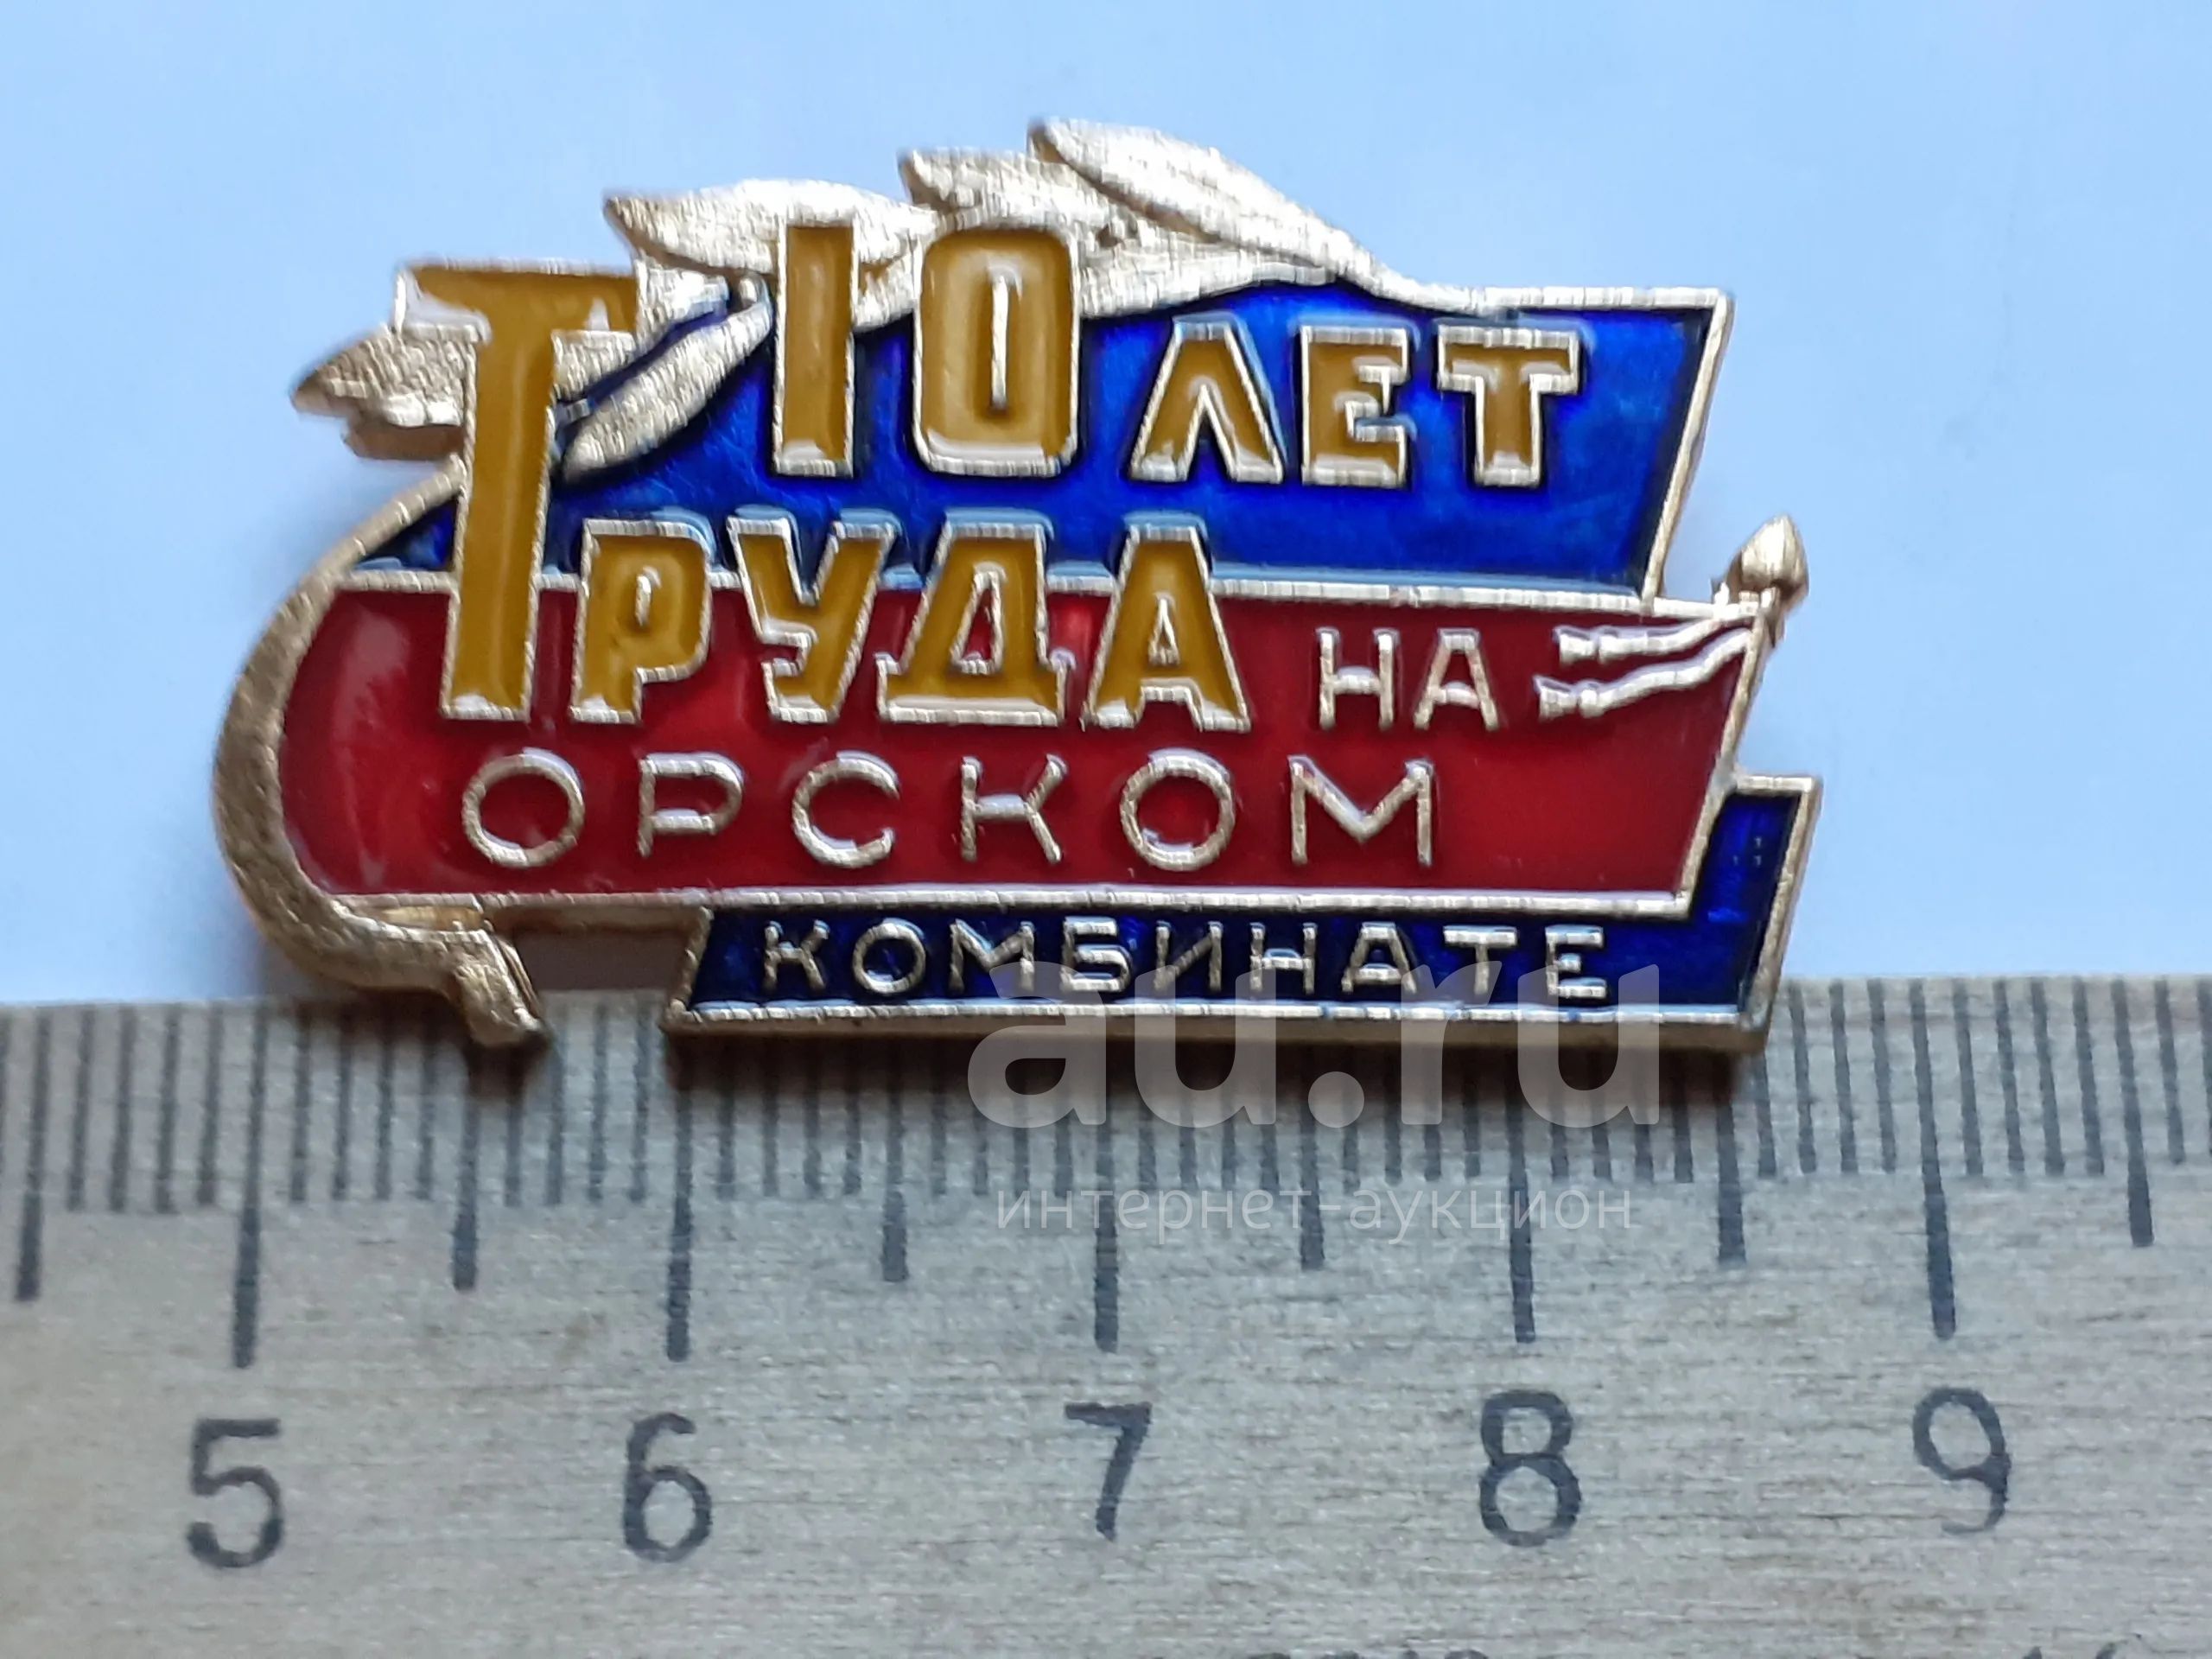 10 ЛЕТ
ТРУДА НА
ОРСКОМ
КОМБИНАТЕ
au.ru
интернет-аукцион
5 6 7 8 9